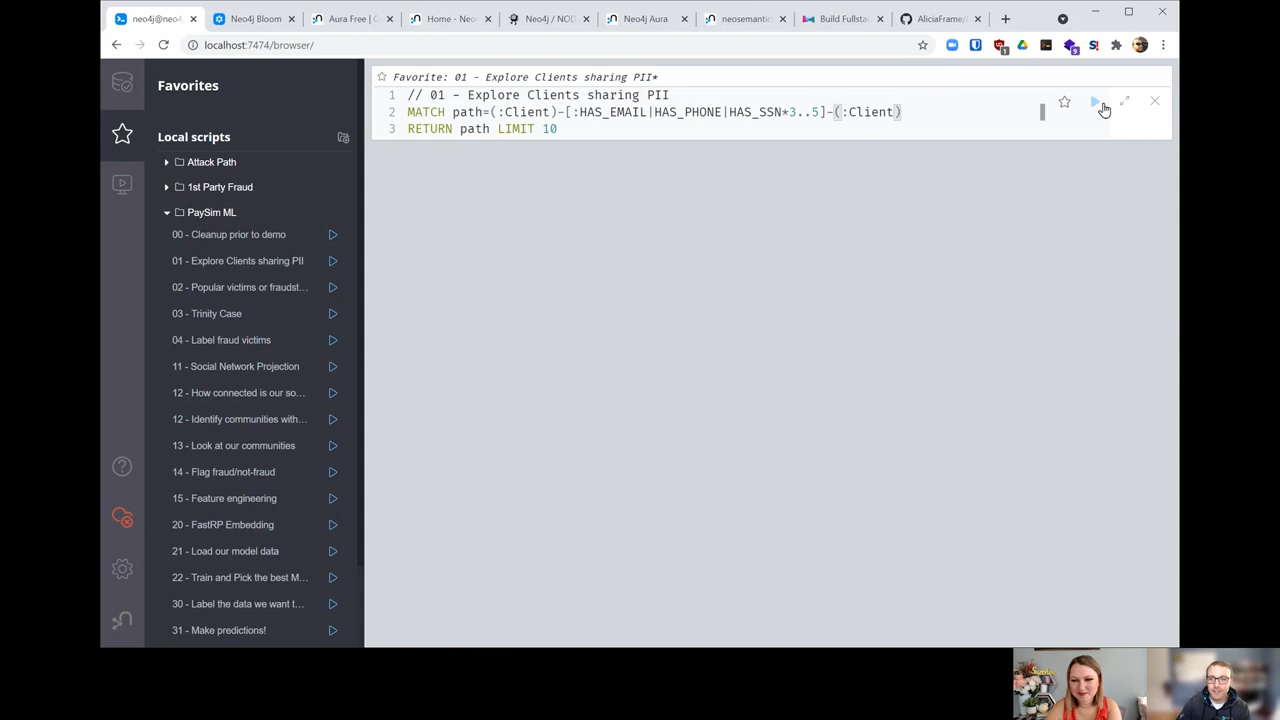 neo4j@neo4
Neo4j Bloom
Aura Free | C
Home - Neo
Neo4j / NOD
Neo4j Aura
neosemantic
Build Fullsta
AliciaFrame/
localhost:7474/browser/
Favorites
Local scripts
Attack Path
1st Party Fraud
PaySim ML
00 - Cleanup prior to demo
01 - Explore Clients sharing PII
02 - Popular victims or fraudst...
03 - Trinity Case
04 - Label fraud victims
11 - Social Network Projection
12 - How connected is our so...
12 - Identify communities with...
13 - Look at our communities
14 - Flag fraud/not-fraud
15 - Feature engineering
20 - FastRP Embedding
21 - Load our model data
22 - Train and Pick the best M...
30 - Label the data we want t...
31 - Make predictions!
Favorite: 01 - Explore Clients sharing PII*
1 // 01 - Explore Clients sharing PII
2 MATCH path=(:Client)-[:HAS_EMAIL|HAS_PHONE|HAS_SSN*3..5]-(:Client)
3 RETURN path LIMIT 10